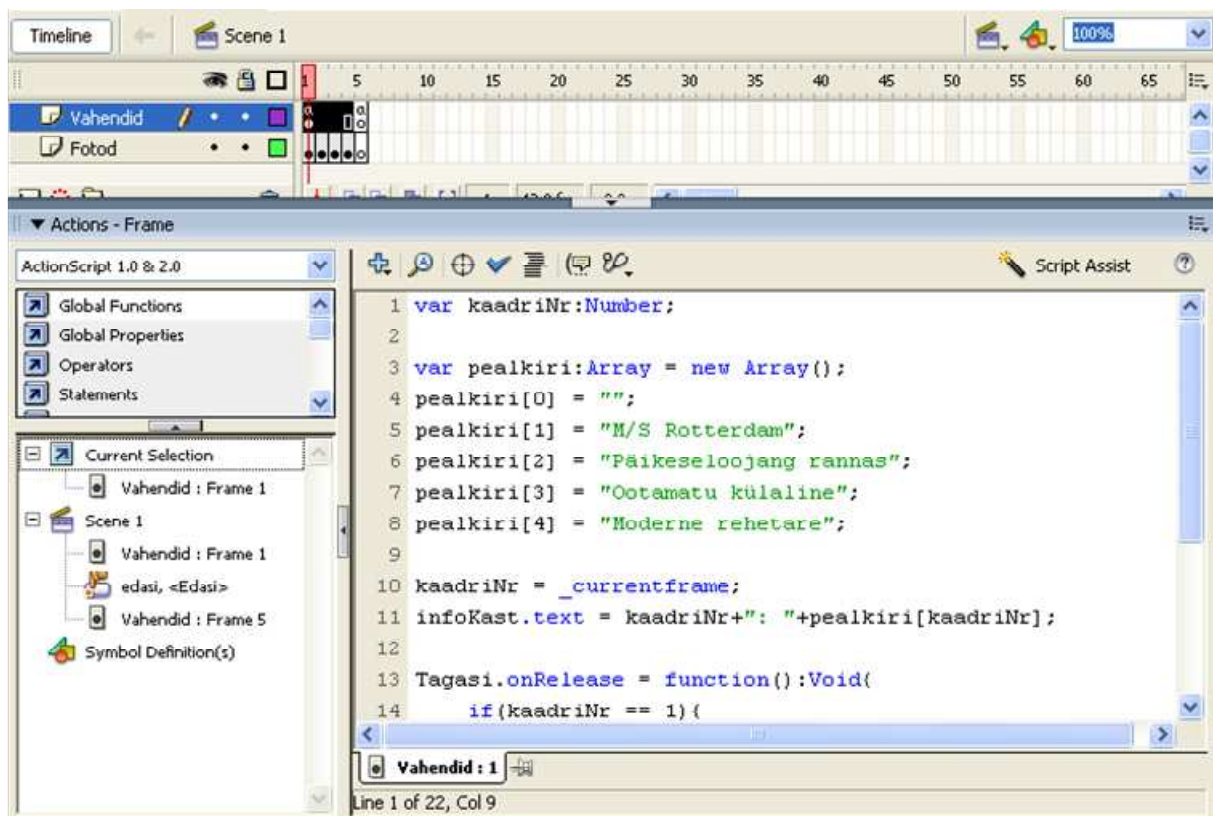 Timeline Scene 1 100%
1 5 10 15 20 25 30 35 40 45 50 55 60 65
Vahendid
Fotod
Actions - Frame
ActionScript 1.0 & 2.0
Script Assist
Global Functions
Global Properties
Operators
Statements
Current Selection
Vahendid : Frame 1
Scene 1
Vahendid : Frame 1
edasi, <Edasi>
Vahendid : Frame 5
Symbol Definition(s)
1 var kaadriNr:Number;
2
3 var pealkiri:Array = new Array();
4 pealkiri[0] = "";
5 pealkiri[1] = "M/S Rotterdam";
6 pealkiri[2] = "Päikeseloojang rannas";
7 pealkiri[3] = "Ootamatu külaline";
8 pealkiri[4] = "Moderne rehetare";
9
10 kaadriNr = _currentframe;
11 infoKast.text = kaadriNr+": "+pealkiri[kaadriNr];
12
13 Tagasi.onRelease = function():Void{
14 if(kaadriNr == 1){
Vahendid : 1
Line 1 of 22, Col 9